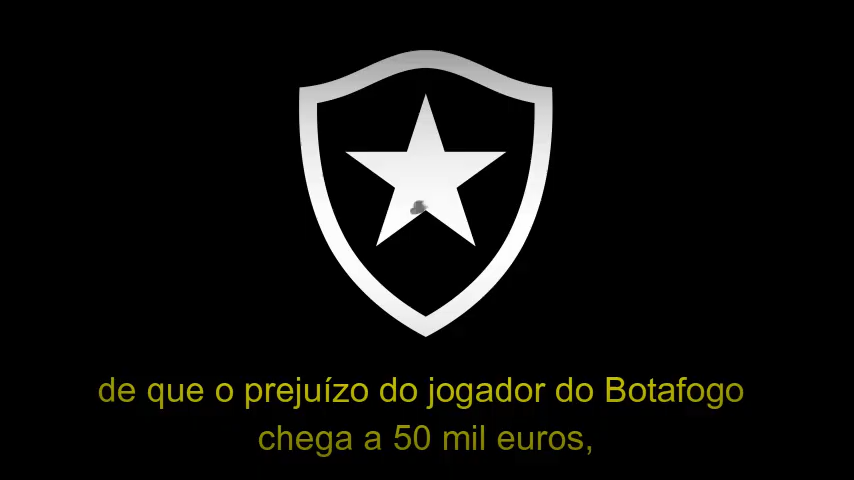 de que o prejuízo do jogador do Botafogo
chega a 50 mil euros,